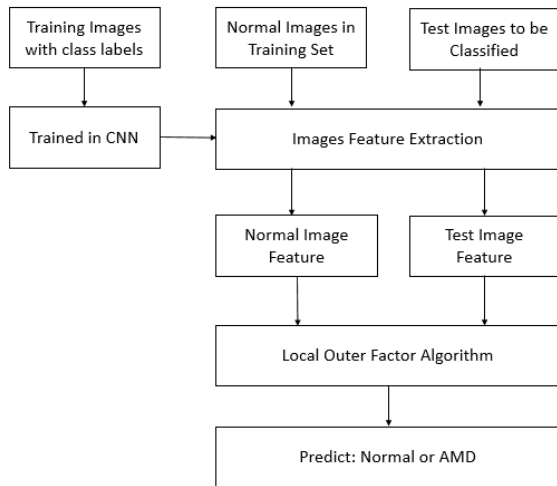 Training Images
with class labels
Normal Images in
Training Set
Test Images to be
Classified
Trained in CNN
Images Feature Extraction
Normal Image
Feature
Test Image
Feature
Local Outer Factor Algorithm
Predict: Normal or AMD